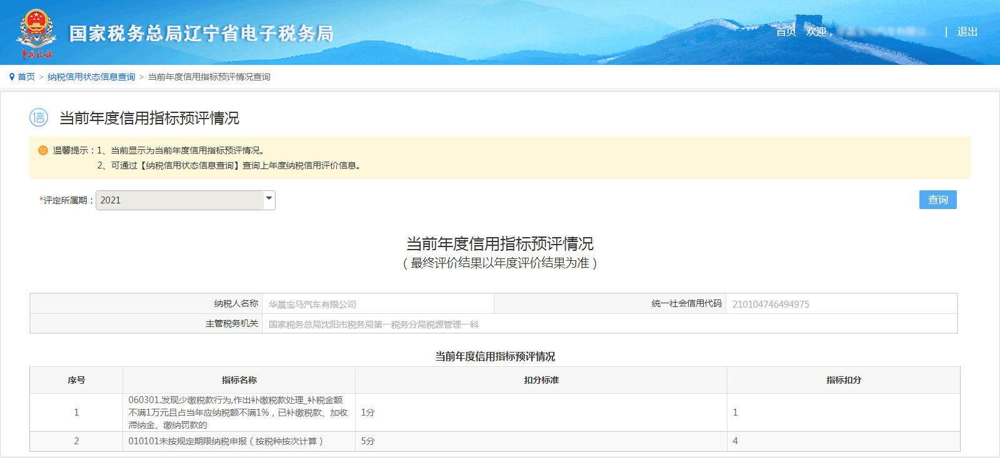 中国税务
国家税务总局辽宁省电子税务局
首页 欢迎， | 退出
首页 > 纳税信用状态信息查询 > 当前年度信用指标预评情况查询
信 当前年度信用指标预评情况
温馨提示：1、当前显示为当前年度信用指标预评情况。
2、可通过【纳税信用状态信息查询】查询上年度纳税信用评价信息。
*评定所属期： 2021 查询
当前年度信用指标预评情况
（最终评价结果以年度评价结果为准）
纳税人名称 华晨宝马汽车有限公司 统一社会信用代码 210104746494975
主管税务机关 国家税务总局沈阳市税务局第一税务分局税源管理一科
当前年度信用指标预评情况
序号 指标名称 扣分标准 指标扣分
060301.发现少缴税款行为,作出补缴税款处理_补税金额
1 不满1万元且占当年应纳税额不满1%，已补缴税款、加收 1分 1
滞纳金、缴纳罚款的
2 010101未按规定期限纳税申报（按税种按次计算） 5分 4